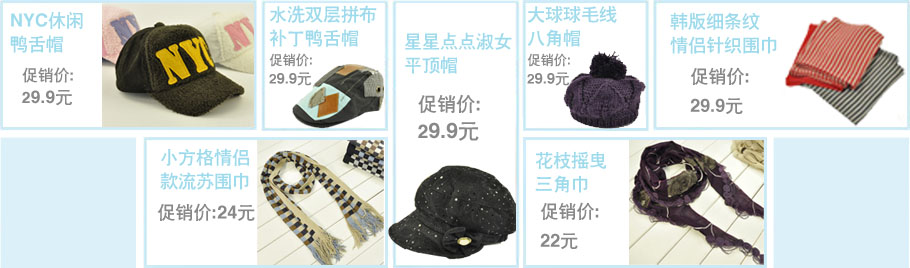 NYC休闲
鸭舌帽
促销价:
29.9元
NYC
水洗双层拼布
补丁鸭舌帽
促销价:
29.9元
星星点点淑女
平顶帽
促销价:
29.9元
大球球毛线
八角帽
促销价:
29.9元
韩版细条纹
情侣针织围巾
促销价:
29.9元
小方格情侣
款流苏围巾
促销价:24元
花枝摇曳
三角巾
促销价:
22元